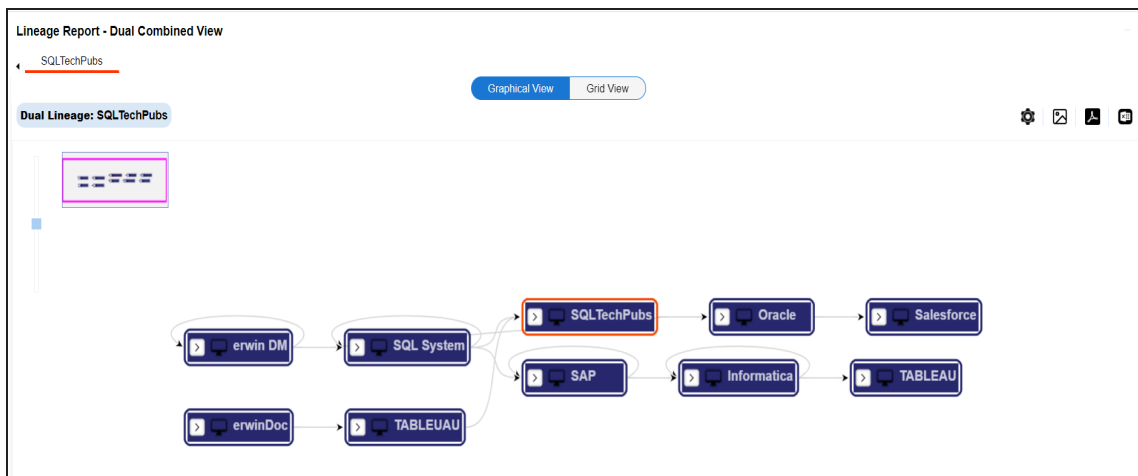 Lineage Report - Dual Combined View
SQLTechPubs
Graphical View Grid View
Dual Lineage: SQLTechPubs
SQLTechPubs Oracle Salesforce
erwin DM SQL System
SAP Informatica TABLEAU
erwinDoc TABLEUAU